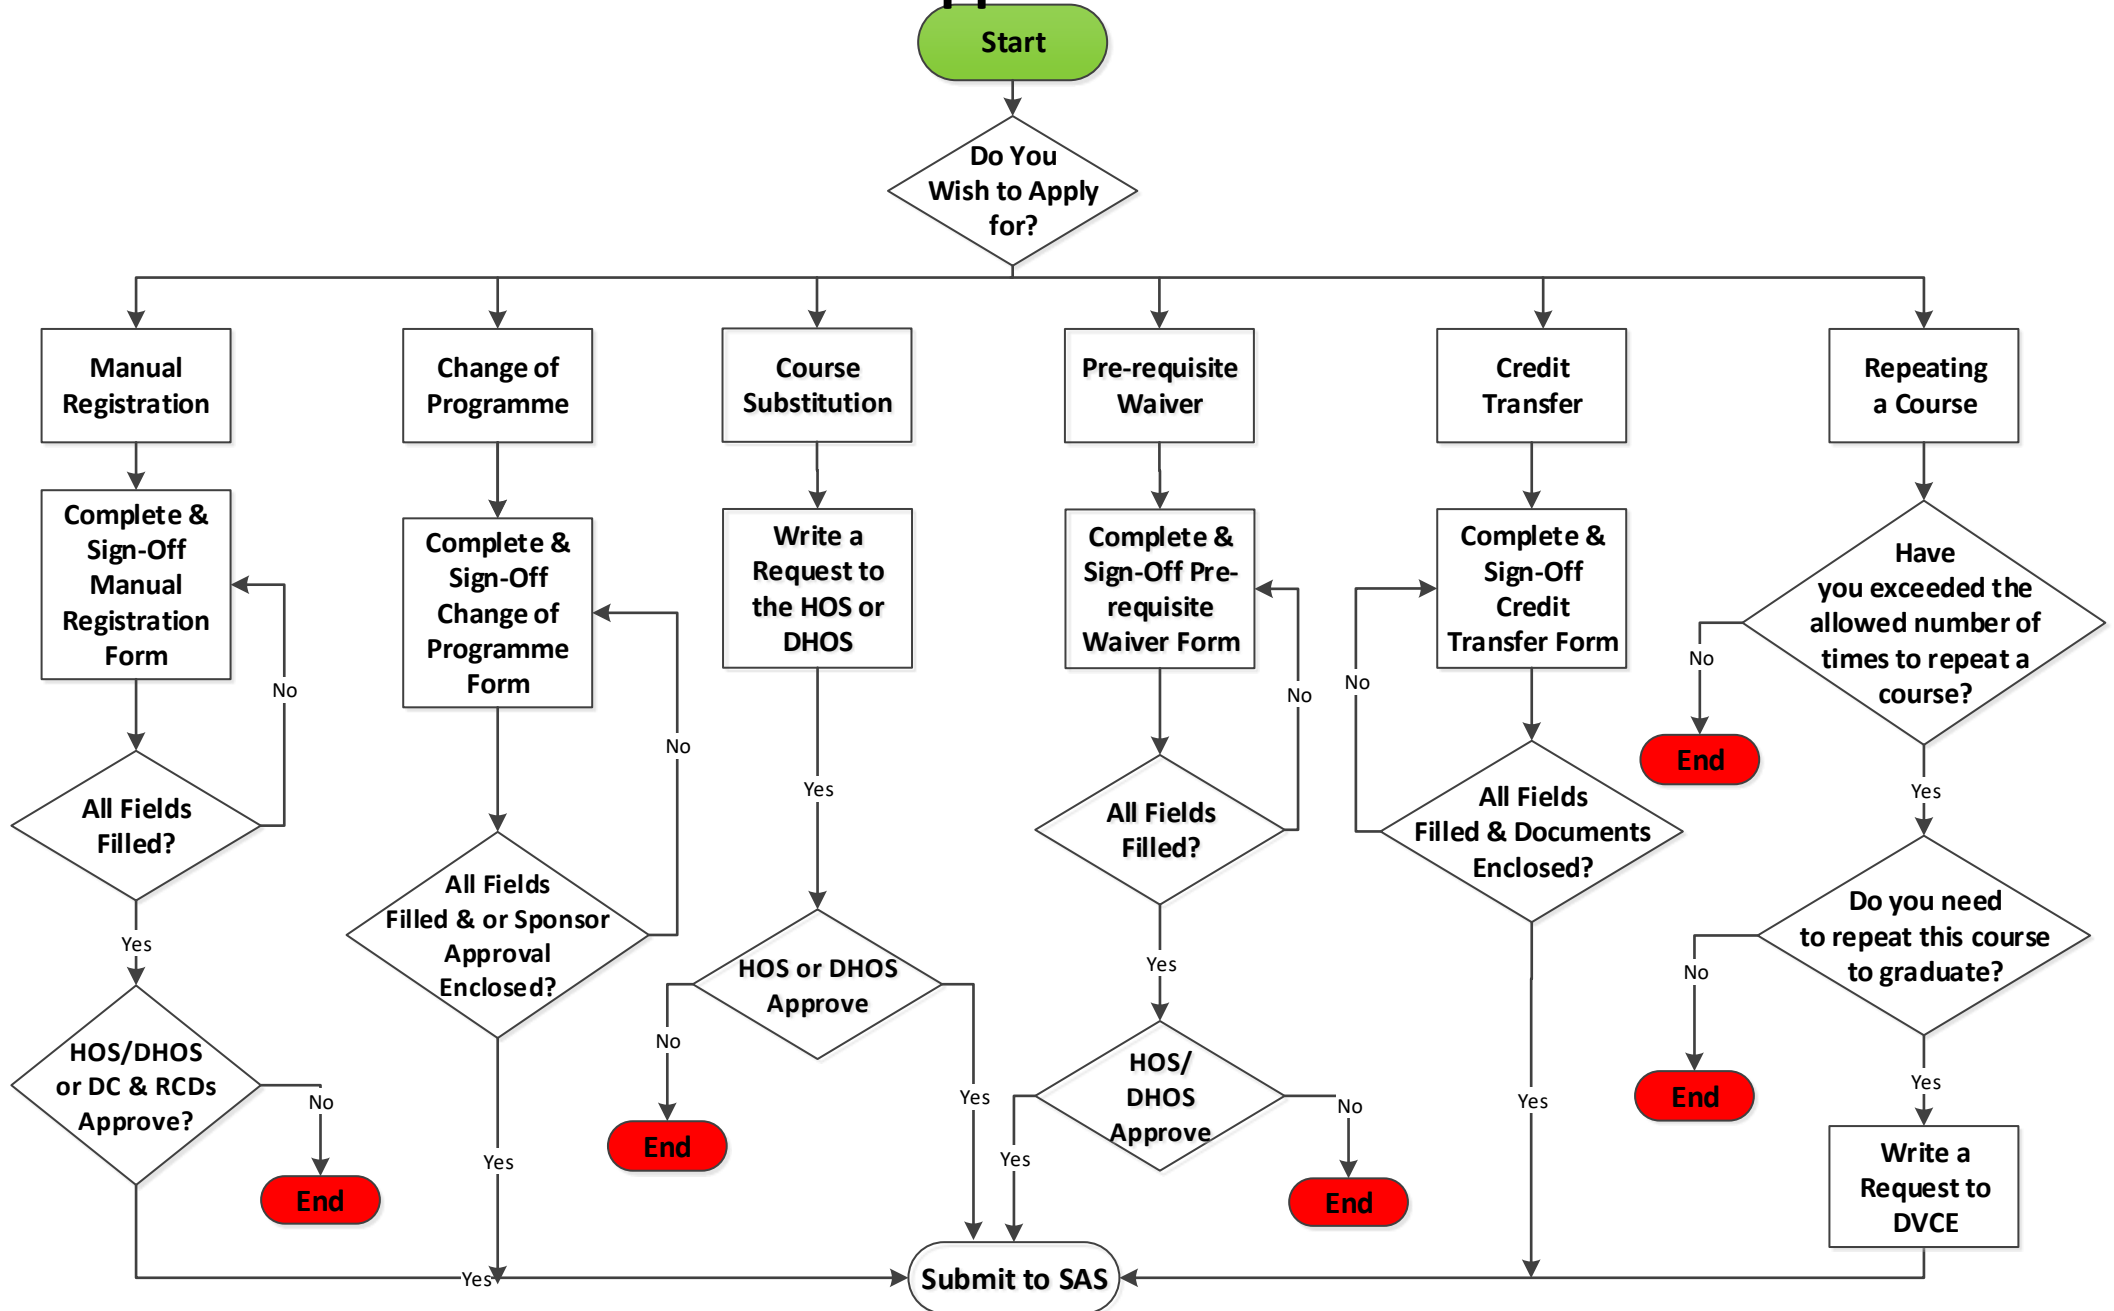 Start
Do You
Wish to Apply
for?
Manual
Registration
Change of
Programme
Course
Substitution
Pre-requisite
Waiver
Credit
Transfer
Repeating
a Course
Complete &
Sign-Off
Manual
Registration
Form
Complete &
Sign-Off
Change of
Programme
Form
Write a
Request to
the HOS or
DHOS
Complete &
Sign-Off Pre-
requisite
Waiver Form
Complete &
Sign-Off
Credit
Transfer Form
Have
you exceeded the
allowed number of
times to repeat a
course?
No
No
No
No
No
Yes
End
Yes
All Fields
Filled?
All Fields
Filled & or Sponsor
Approval
Enclosed?
All Fields
Filled?
All Fields
Filled & Documents
Enclosed?
Do you need
to repeat this course
to graduate?
Yes
HOS or DHOS
Approve
Yes
No
No
HOS/DHOS
or DC & RCDs
Approve?
No
End
Yes
End
Yes
HOS/
DHOS
Approve
Yes
No
End
Yes
End
Yes
Write a
Request to
DVCE
Yes
Submit to SAS